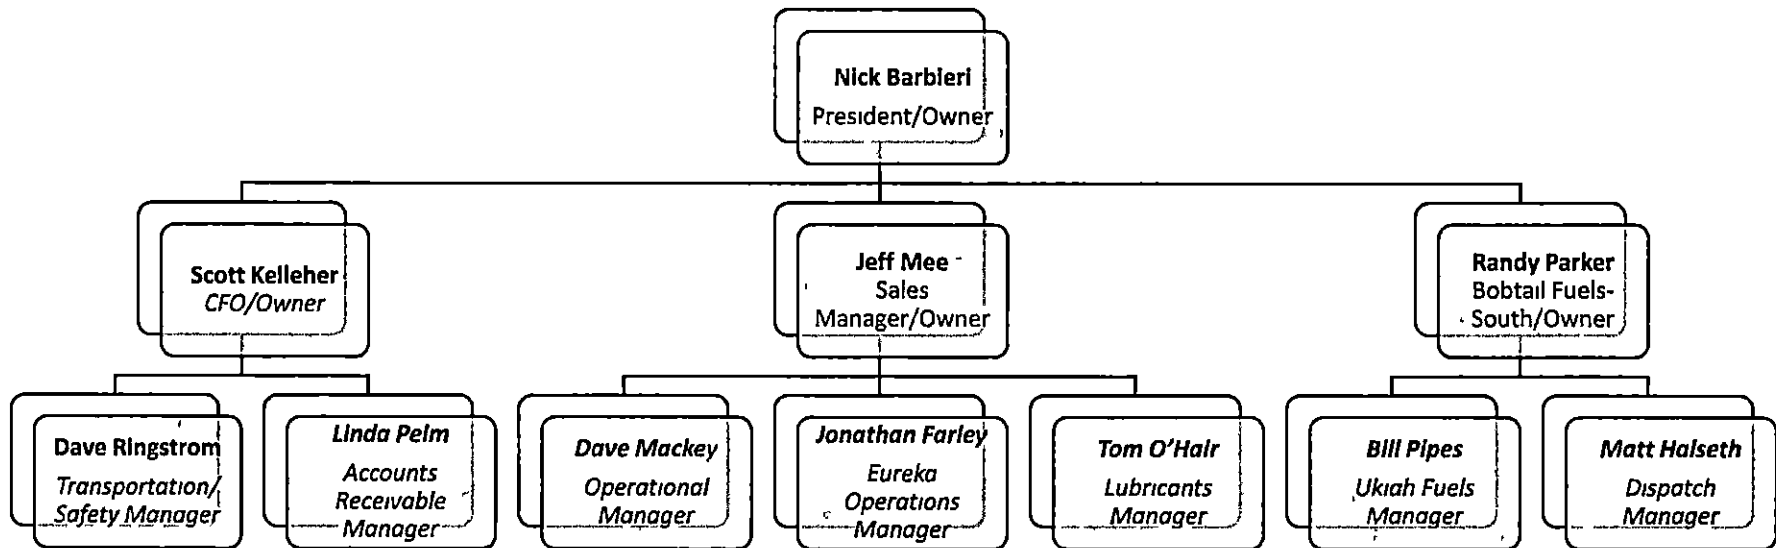 Nick Barbieri
President/Owner
Scott Kelleher
CFO/Owner
Jeff Mee
Sales
Manager/Owner
Randy Parker
Bobtail Fuels-
South/Owner
Dave Ringstrom
Transportation/
Safety Manager
Linda Peim
Accounts
Receivable
Manager
Dave Mackey
Operational
Manager
Jonathan Farley
Eureka
Operations
Manager
Tom O'Hair
Lubricants
Manager
Bill Pipes
Ukiah Fuels
Manager
Matt Halseth
Dispatch
Manager